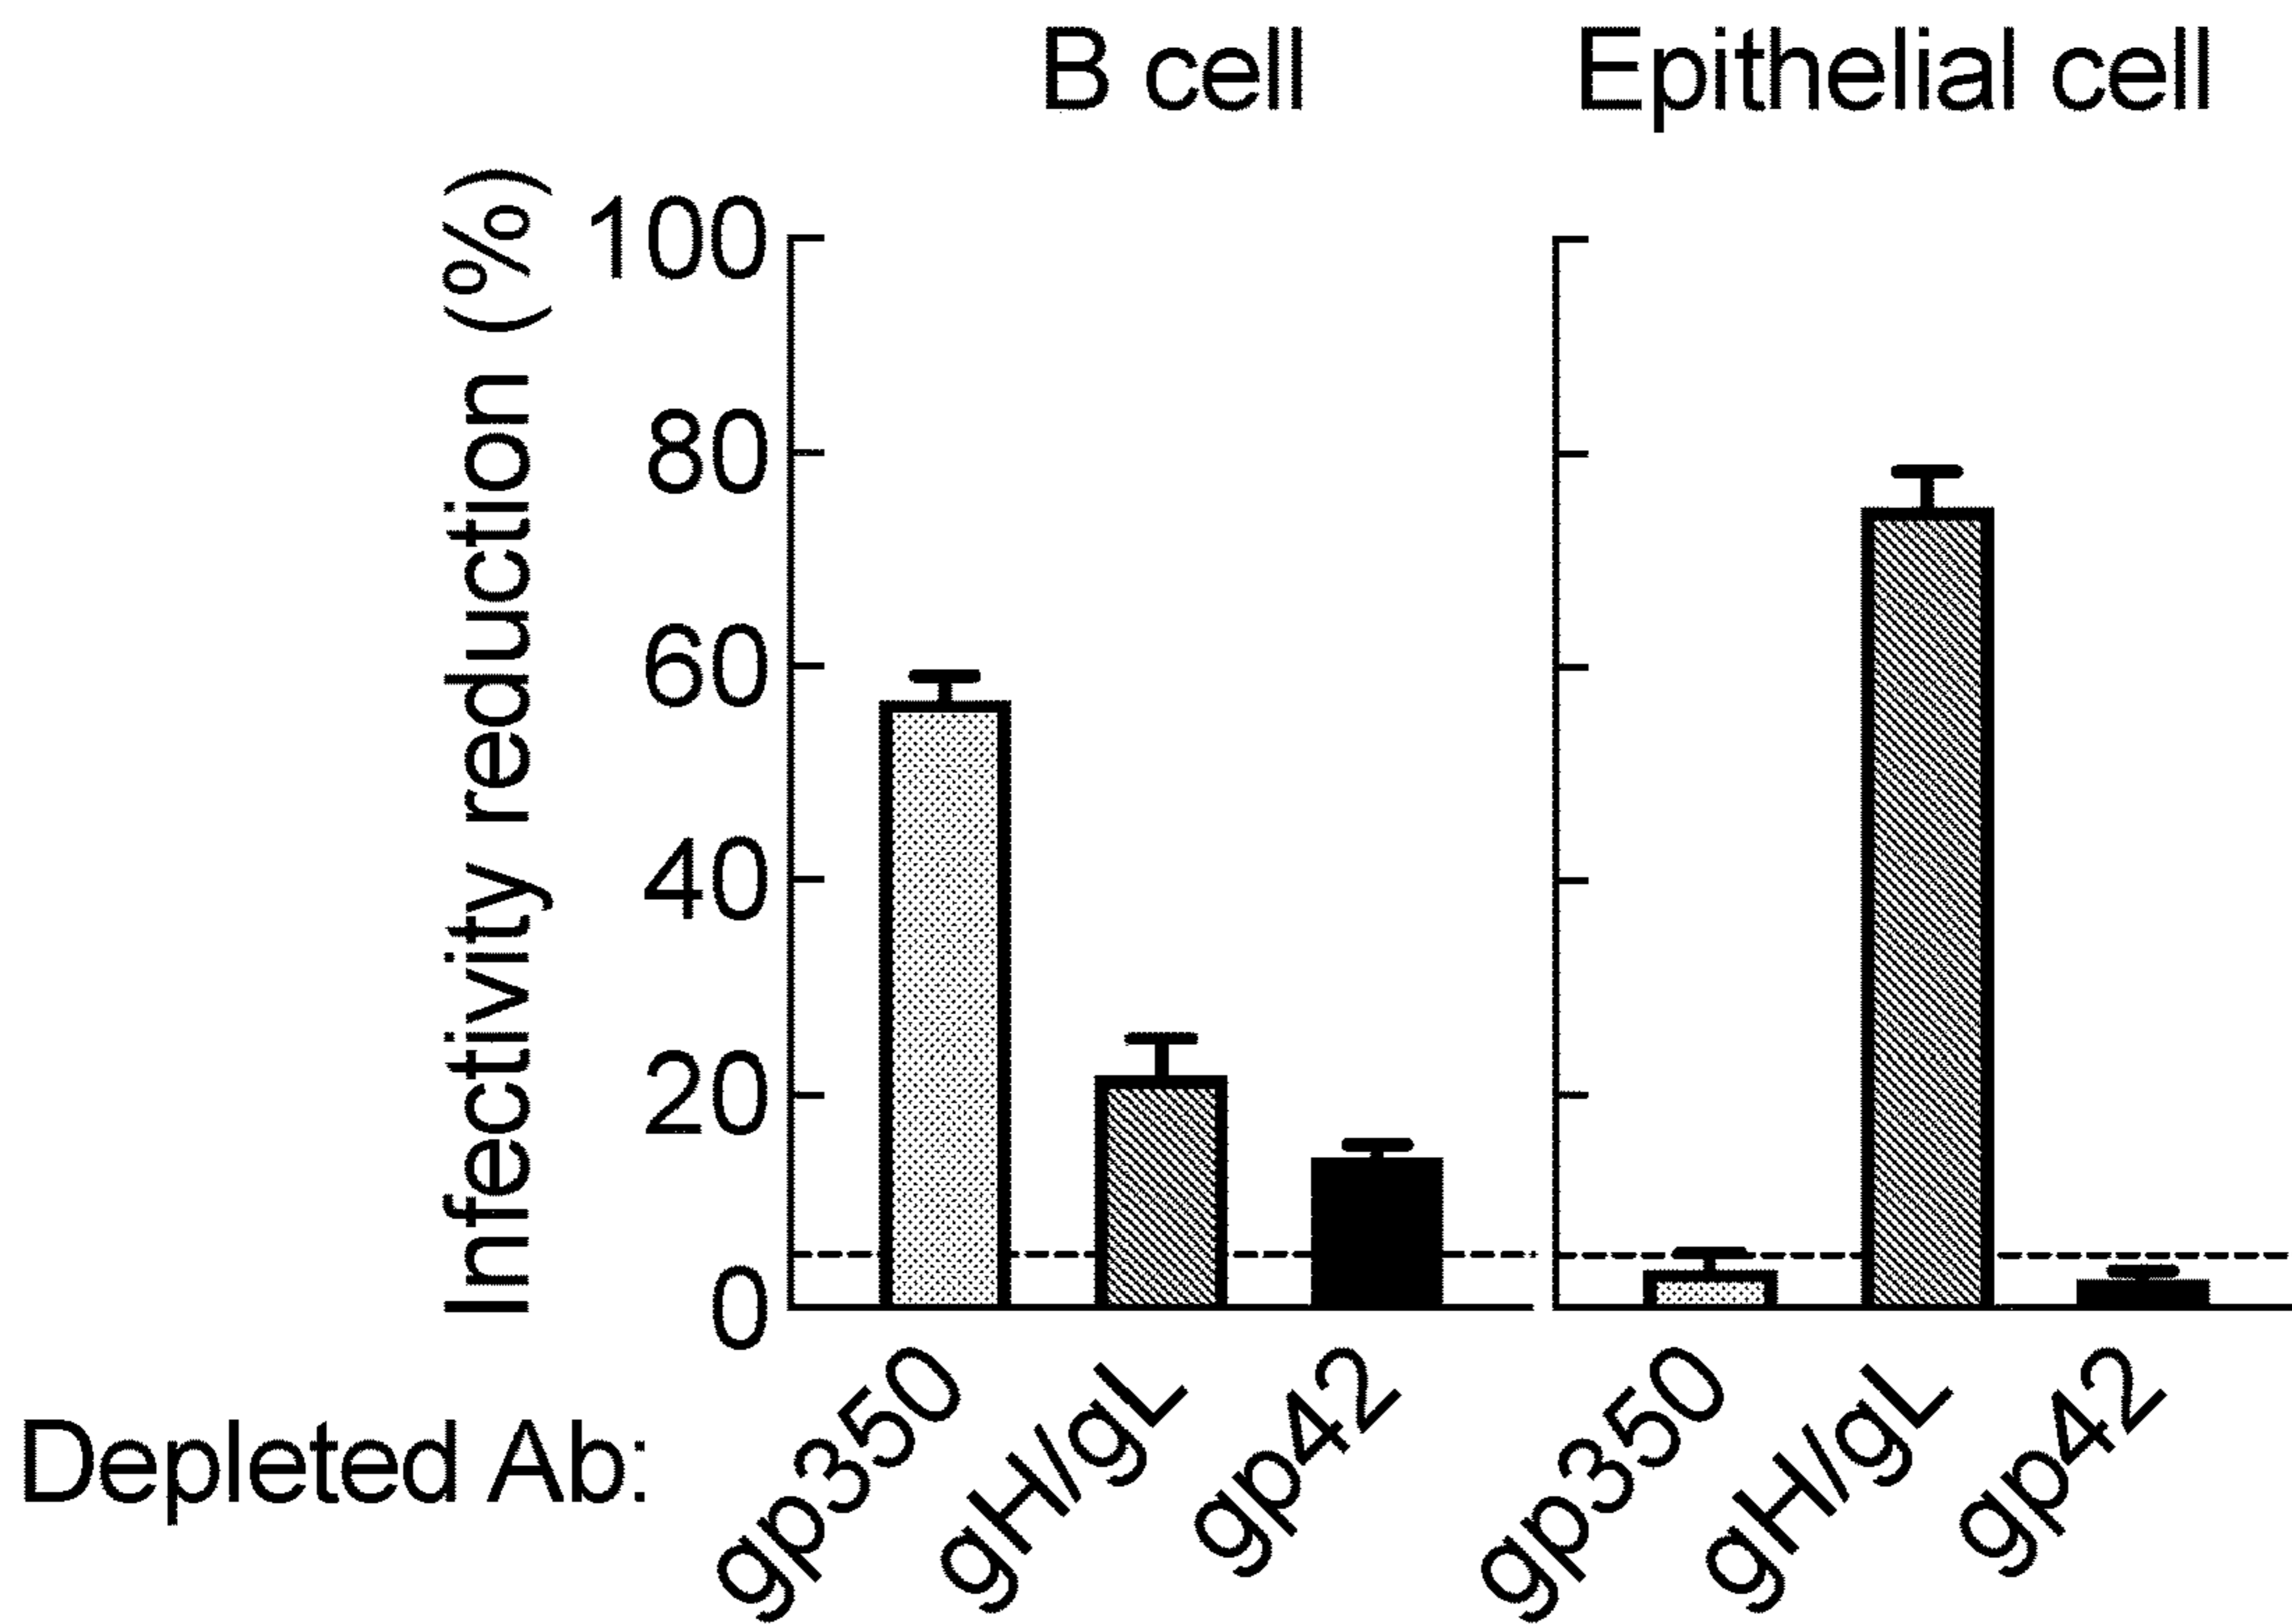 B cell
Epithelial cell
Infectivity reduction (%)
100
80
60
40
20
0
Depleted Ab:
gp350
gH/gL
gp42
gp350
gH/gL
gp42